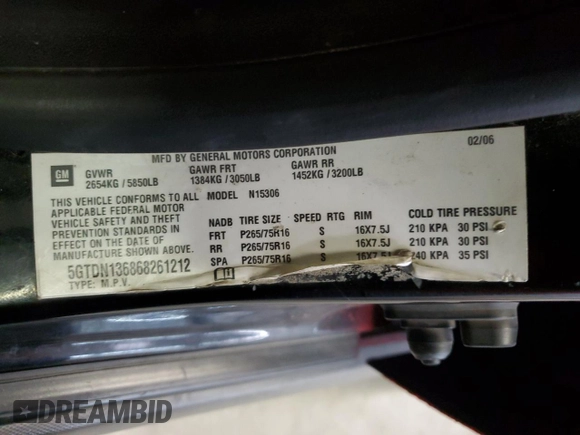 MFD BY GENERAL MOTORS CORPORATION 02/06
GM GVWR GAWR FRT GAWR RR
2654KG / 5850LB 1384KG / 3050LB 1452KG / 3200LB
THIS VEHICLE CONFORMS TO ALL MODEL N15306
APPLICABLE FEDERAL MOTOR
VEHICLE SAFETY AND THEFT NADB TIRE SIZE SPEED RTG RIM COLD TIRE PRESSURE
PREVENTION STANDARDS IN FRT P265/75R16 S 16X7.5J 210 KPA 30 PSI
EFFECT ON THE DATE OF RR P265/75R16 S 16X7.5J 210 KPA 30 PSI
MANUFACTURE SHOWN ABOVE. SPA P265/75R16 S 16X7.5J 240 KPA 35 PSI
5GTDN136868261212
TYPE: M.P.V.
DREAMBID